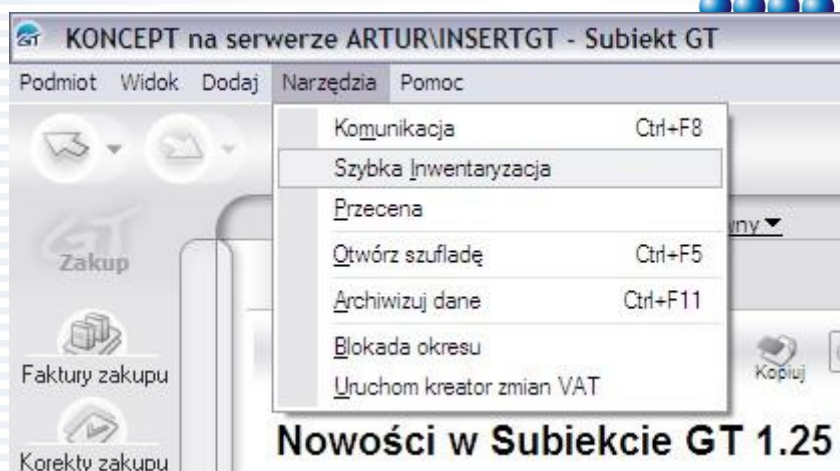 KONCEPT na serwerze ARTUR\INSERTGT - Subiekt GT
Podmiot Widok Dodaj Narzędzia Pomoc
Komunikacja Ctrl+F8
Szybka Inwentaryzacja
Przecena
Otwórz szufladę Ctrl+F5
Archiwizuj dane Ctrl+F11
Blokada okresu
Uruchom kreator zmian VAT
GT
Zakup
Faktury zakupu
Korekty zakupu
Kopiuj
Nowości w Subiekcie GT 1.25